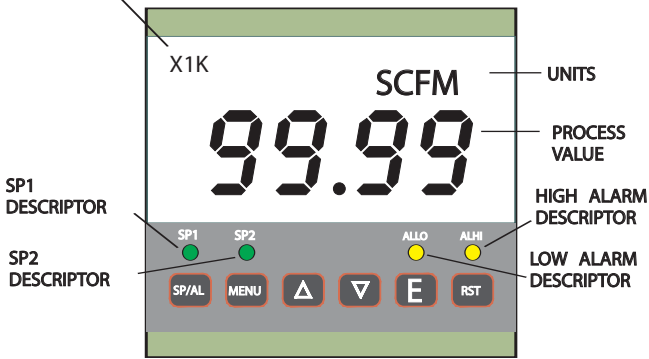 X1K
SCFM
UNITS
99.99
PROCESS
VALUE
SP1
DESCRIPTOR
HIGH ALARM
DESCRIPTOR
SP1
SP2
ALLO
ALHI
SP2
DESCRIPTOR
LOW ALARM
DESCRIPTOR
SP/AL
MENU
E
RST